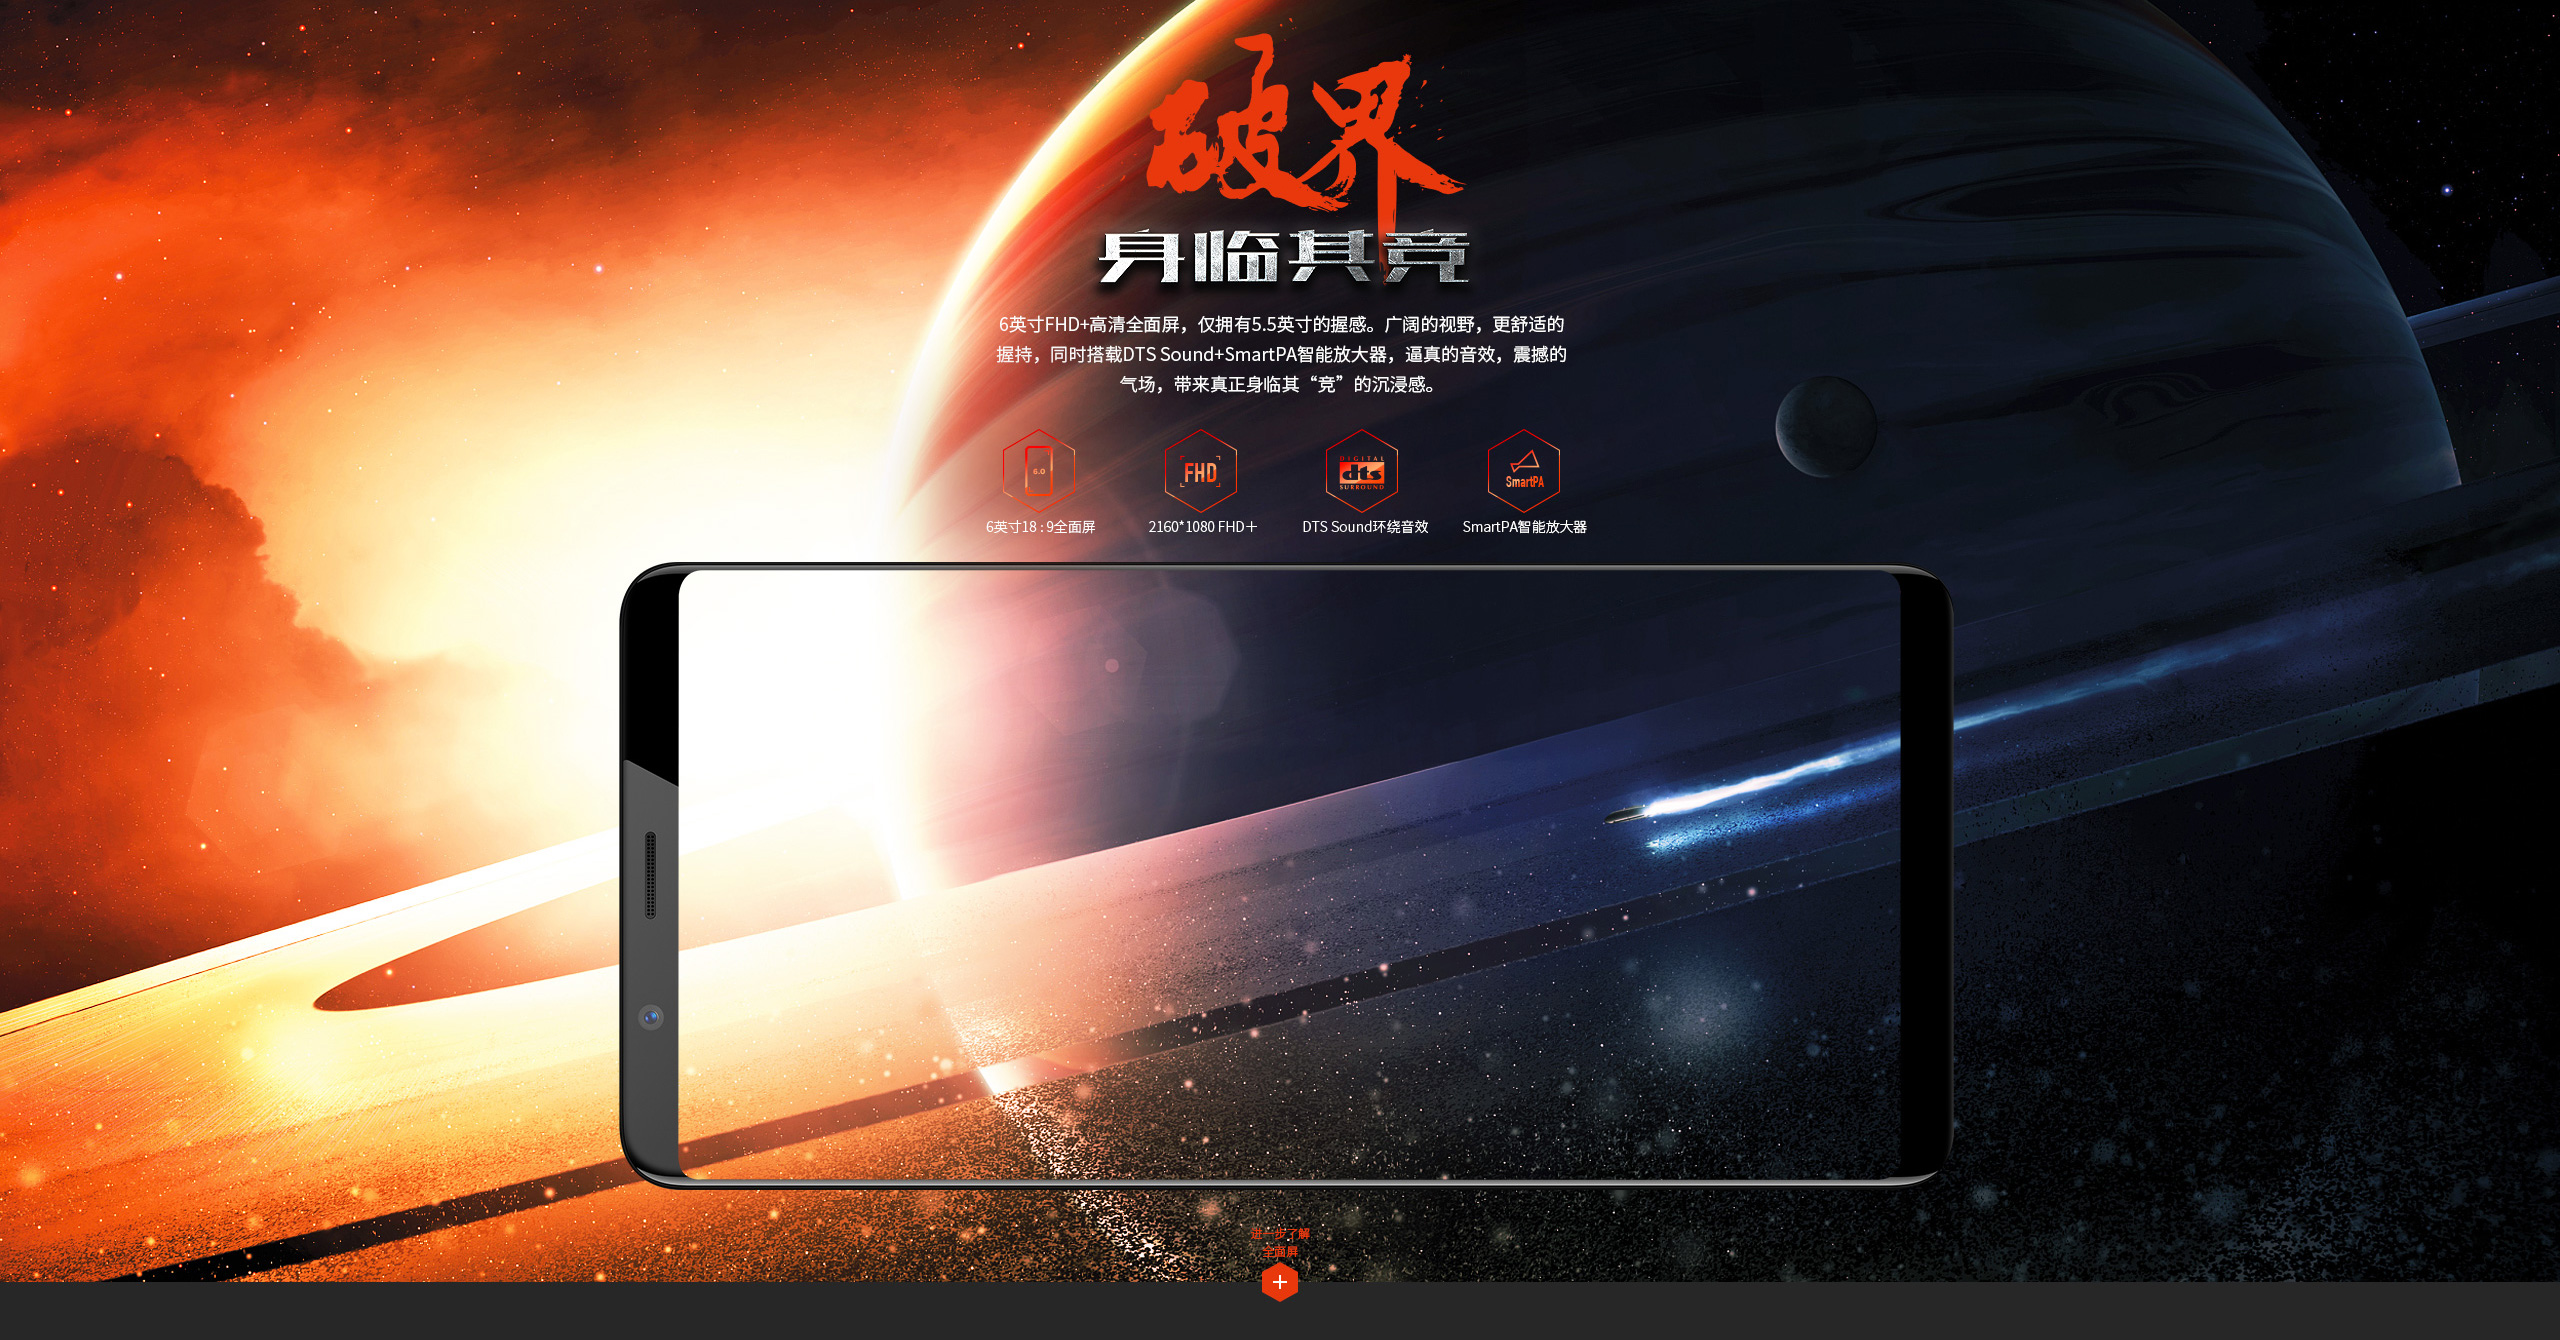 破界
身临其竞
6英寸FHD+高清全面屏，仅拥有5.5英寸的握感。广阔的视野，更舒适的
握持，同时搭载DTS Sound+SmartPA智能放大器，逼真的音效，震撼的
气场，带来真正身临其“竞”的沉浸感。
6.0
FHD
DIGITAL
dts
SURROUND
SmartPA
6英寸18 : 9全面屏
2160*1080 FHD＋
DTS Sound环绕音效
SmartPA智能放大器
进一步了解
全面屏